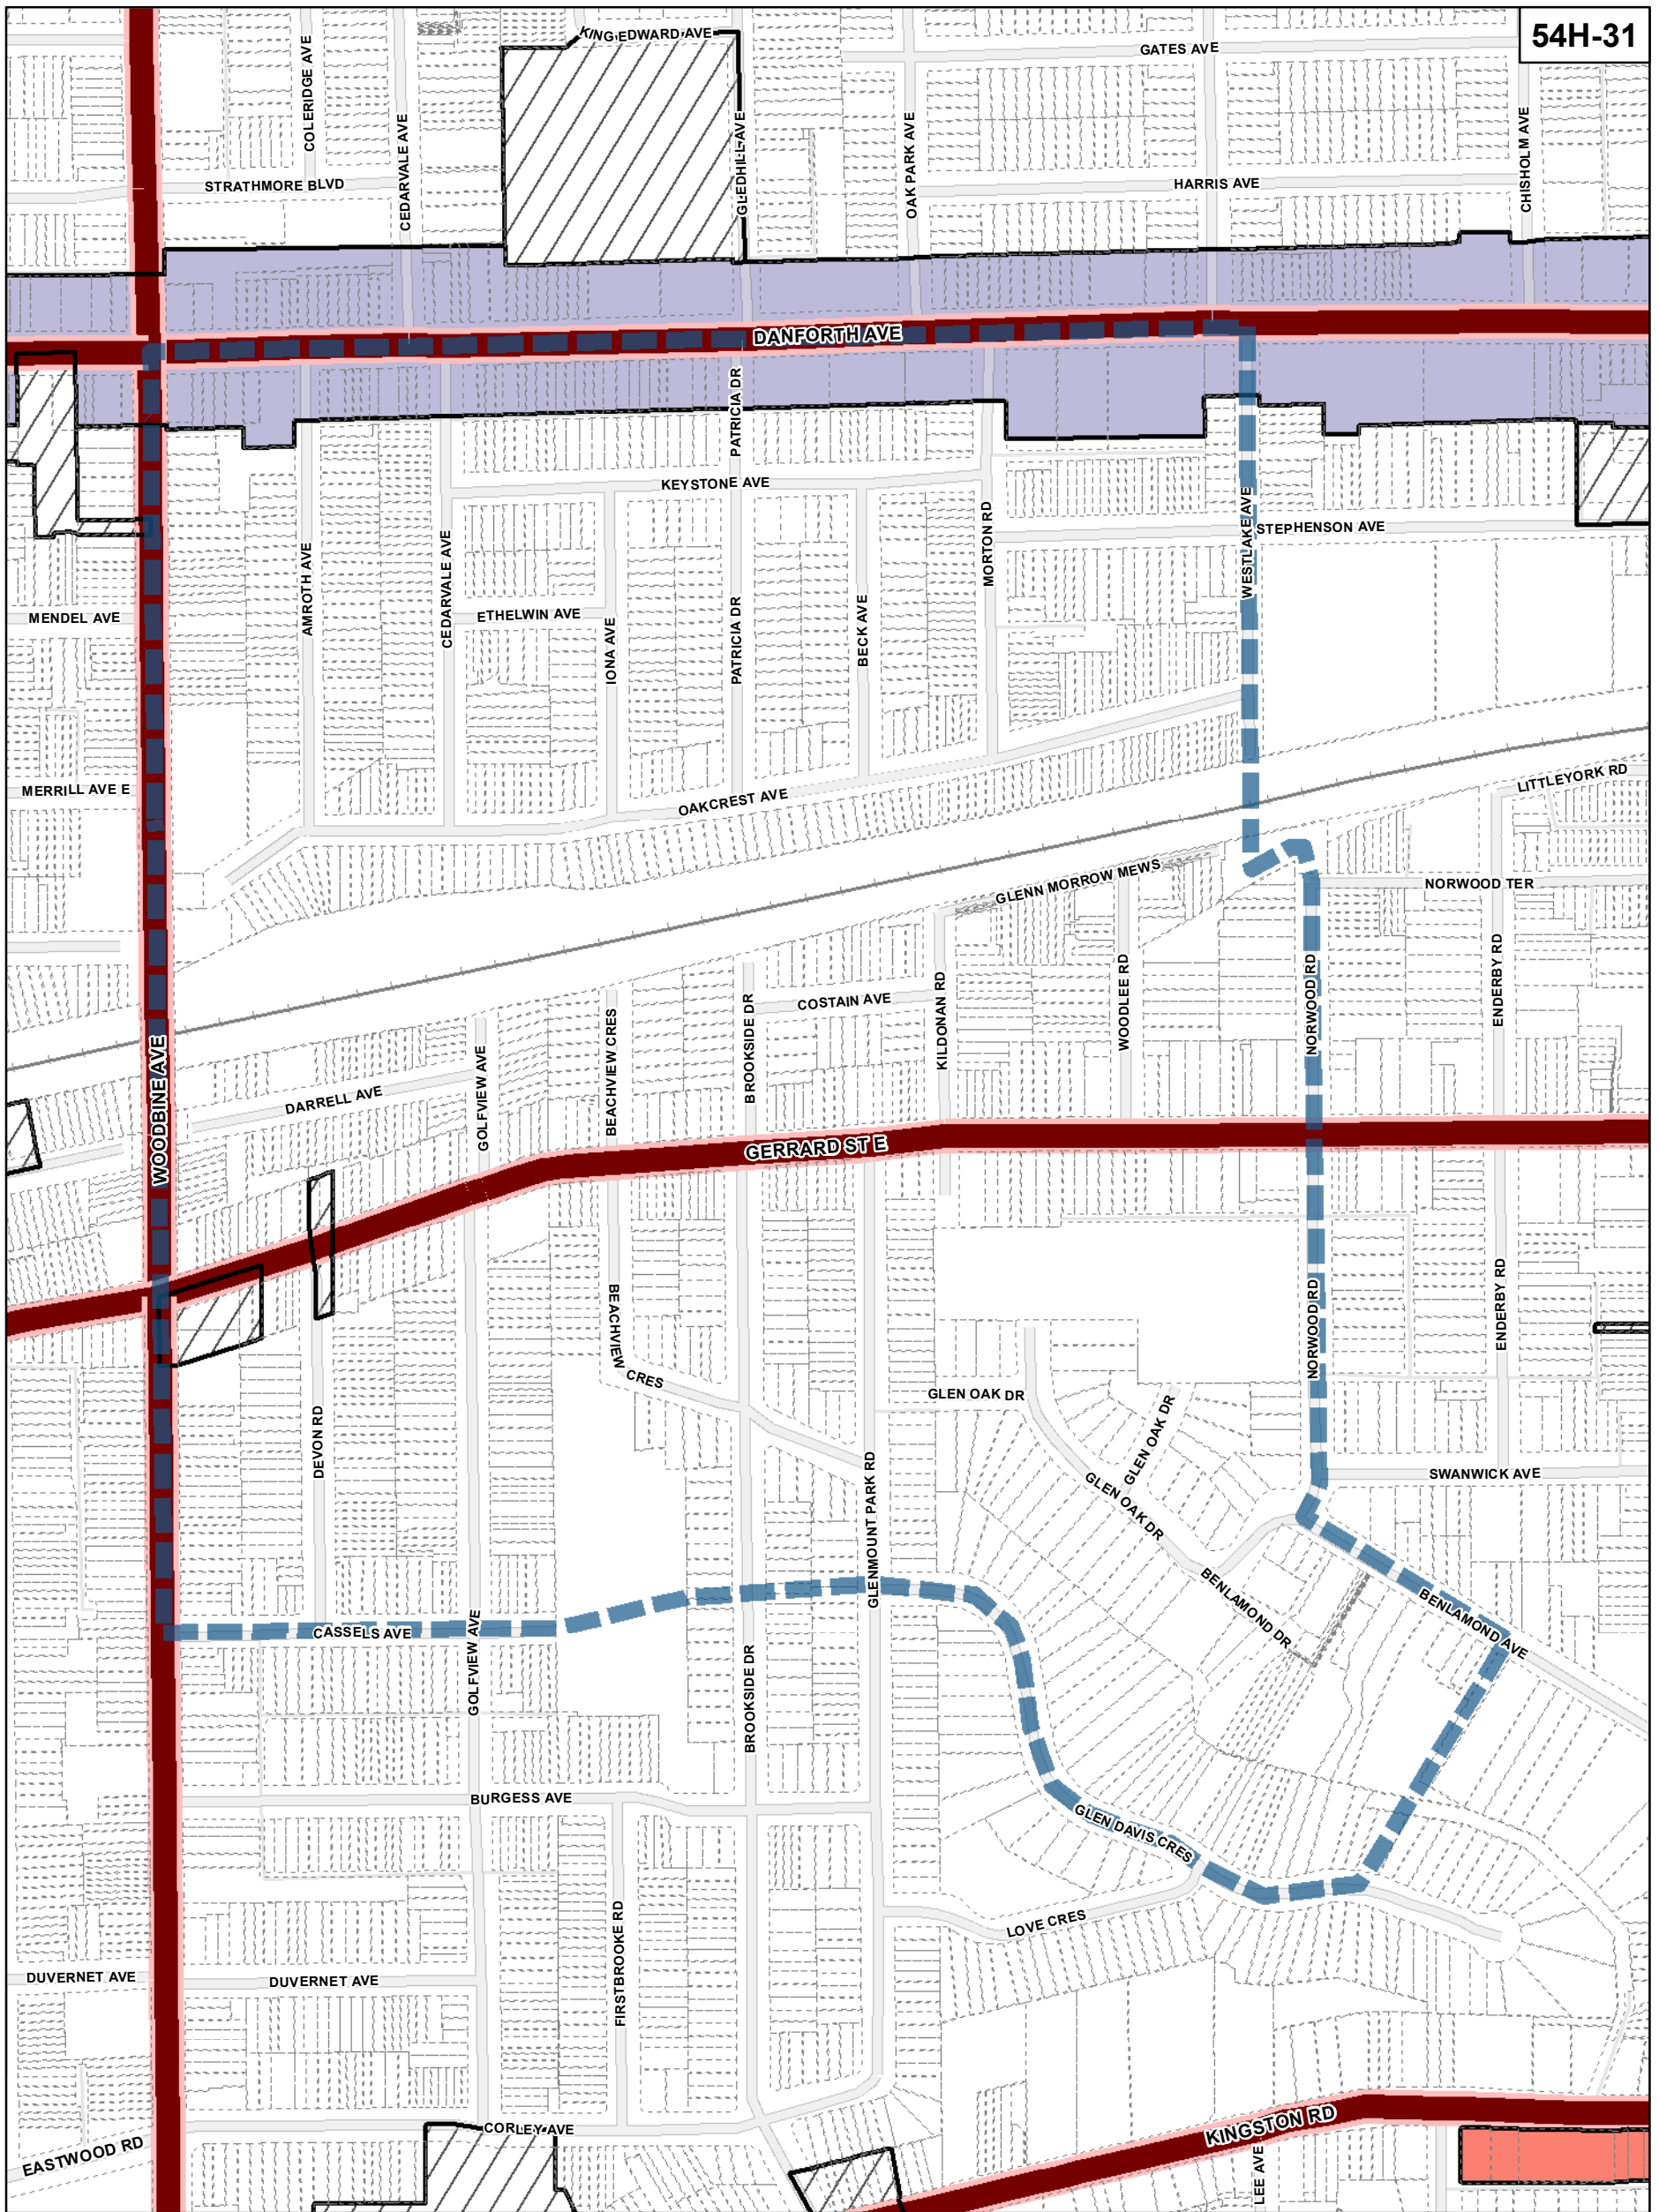 54H-31
KING EDWARD AVE
GATES AVE
COLERIDGE AVE
CEDARVALE AVE
GLEDHILL AVE
OAK PARK AVE
CHISHOLM AVE
STRATHMORE BLVD
HARRIS AVE
DANFORTH AVE
PATRICIA DR
KEYSTONE AVE
MORTON RD
WESTLAKE AVE
STEPHENSON AVE
AMROTH AVE
CEDARVALE AVE
MENDEL AVE
ETHELWIN AVE
IONA AVE
PATRICIA DR
BECK AVE
MERRILL AVE E
OAKCREST AVE
LITTLEYORK RD
GLENN MORROW MEWS
NORWOOD TER
COSTAIN AVE
KILDONAN RD
WOODLEE RD
NORWOOD RD
ENDERBY RD
WOODBINE AVE
DARRELL AVE
GOLFVIEW AVE
BEACHVIEW CRES
BROOKSIDE DR
GERRARD ST E
BEACHVIEW
CRES
NORWOOD RD
ENDERBY RD
GLEN OAK DR
GLEN OAK DR
GLEN OAK DR
DEVON RD
SWANWICK AVE
GLENMOUNT PARK RD
BENLAMOND DR
BENLAMOND AVE
CASSELS AVE
GOLFVIEW AVE
BROOKSIDE DR
BURGESS AVE
GLEN DAVIS CRES
LOVE CRES
FIRSTBROOKE RD
DUVERNET AVE
DUVERNET AVE
CORLEY AVE
KINGSTON RD
EASTWOOD RD
LEE AVE